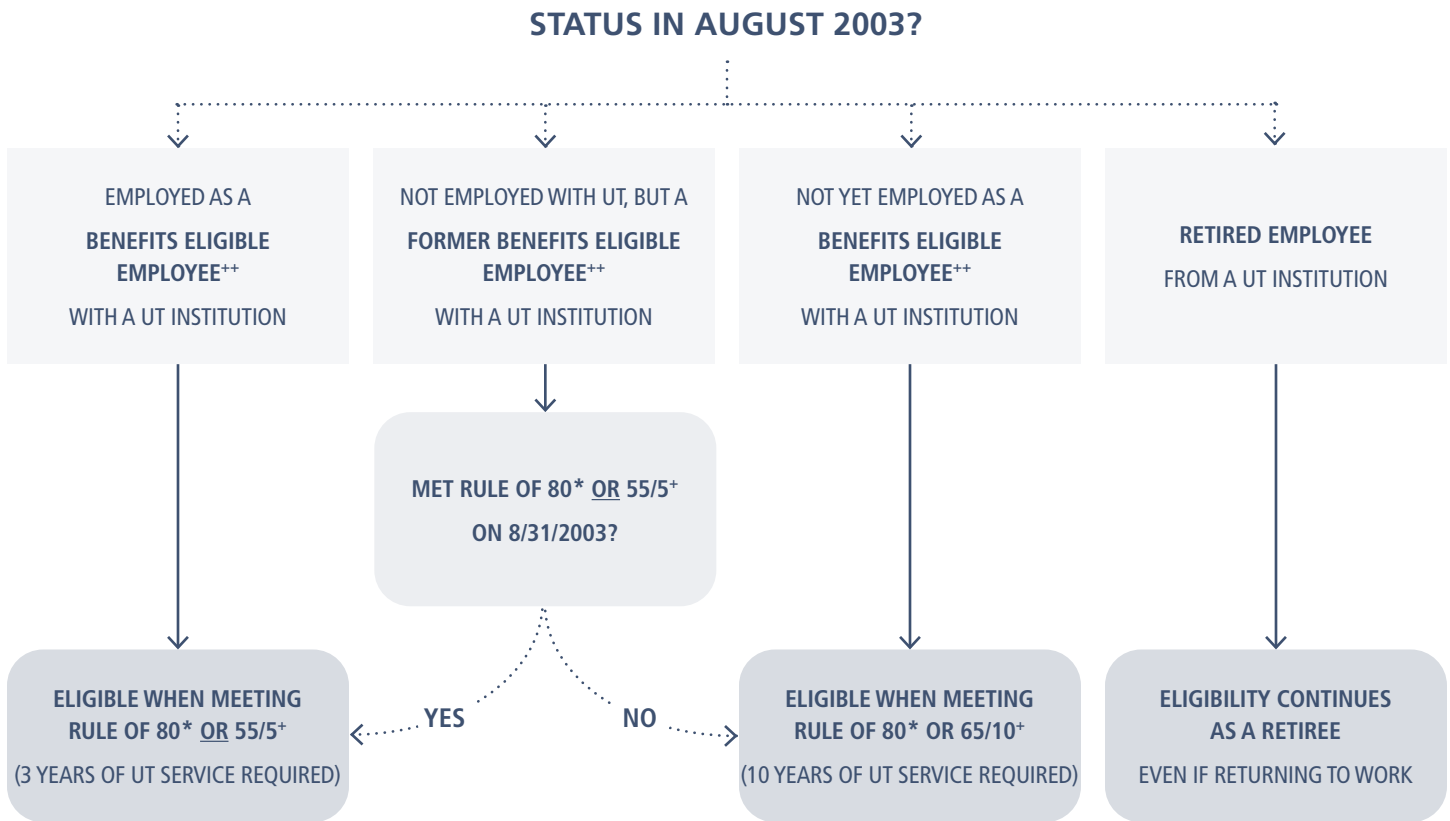 STATUS IN AUGUST 2003?
EMPLOYED AS A
BENEFITS ELIGIBLE
EMPLOYEE++
WITH A UT INSTITUTION
NOT EMPLOYED WITH UT, BUT A
FORMER BENEFITS ELIGIBLE
EMPLOYEE++
WITH A UT INSTITUTION
NOT YET EMPLOYED AS A
BENEFITS ELIGIBLE
EMPLOYEE++
WITH A UT INSTITUTION
RETIRED EMPLOYEE
FROM A UT INSTITUTION
MET RULE OF 80* OR 55/5+
ON 8/31/2003?
YES
NO
ELIGIBLE WHEN MEETING
RULE OF 80* OR 55/5+
(3 YEARS OF UT SERVICE REQUIRED)
ELIGIBLE WHEN MEETING
RULE OF 80* OR 65/10+
(10 YEARS OF UT SERVICE REQUIRED)
ELIGIBILITY CONTINUES
AS A RETIREE
EVEN IF RETURNING TO WORK